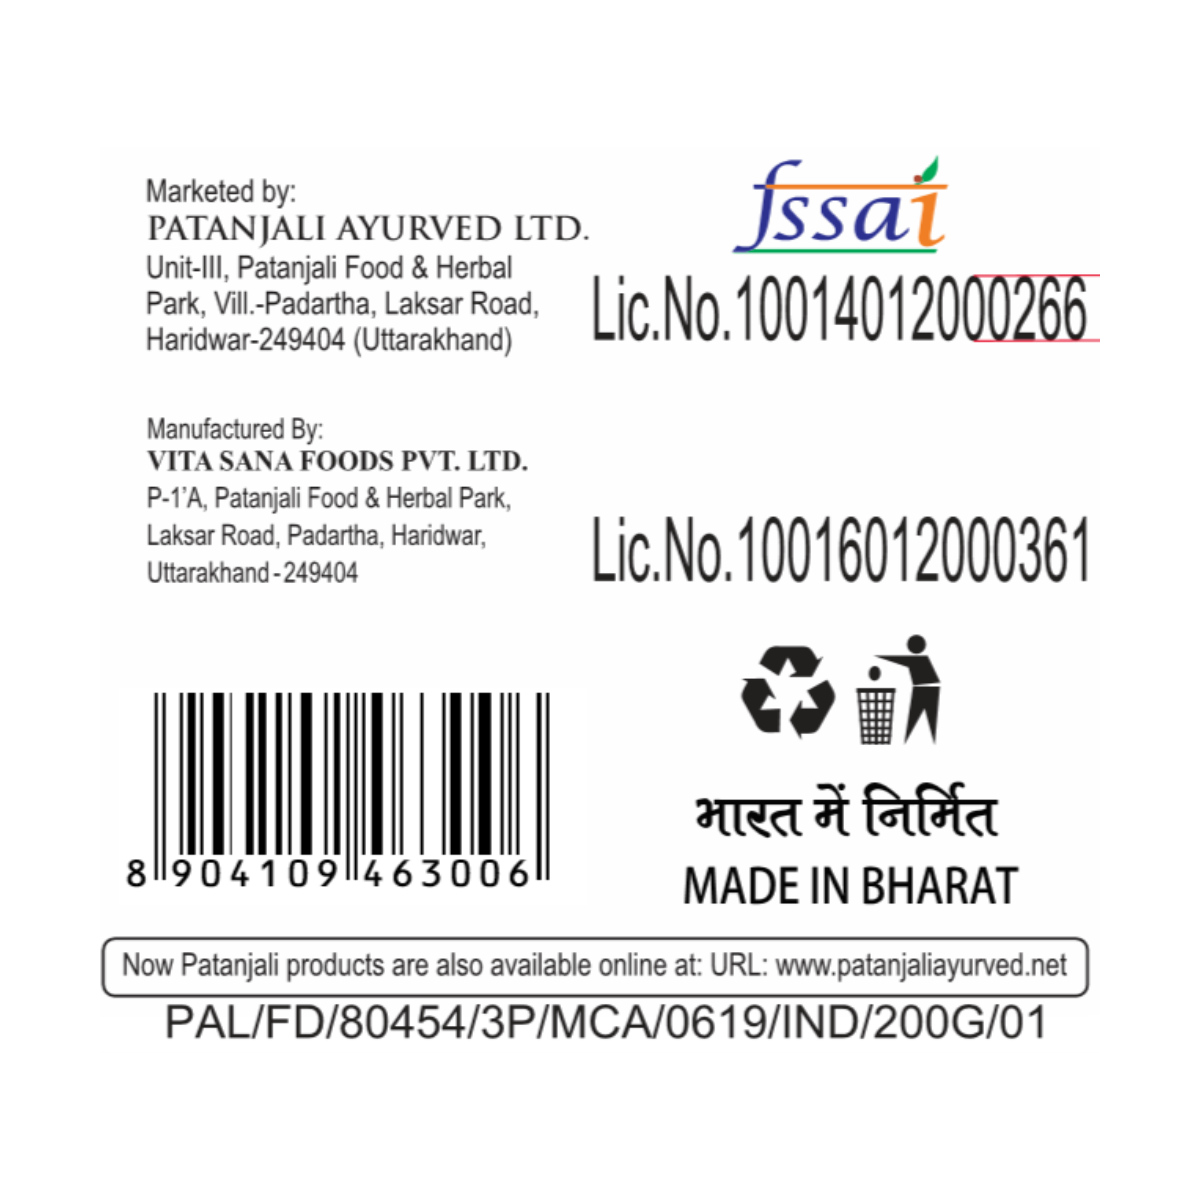 Marketed by:
PATANJALI AYURVED LTD.
Unit-III, Patanjali Food & Herbal
Park, Vill.-Padartha, Laksar Road,
Haridwar-249404 (Uttarakhand)
fssai
Lic.No.10014012000266
Manufactured By:
VITA SANA FOODS PVT. LTD.
P-1'A, Patanjali Food & Herbal Park,
Laksar Road, Padartha, Haridwar,
Uttarakhand-249404
Lic.No.10016012000361
8 904109 463006
भारत में निर्मित
MADE IN BHARAT
Now Patanjali products are also available online at: URL: www.patanjaliayurved.net
PAL/FD/80454/3P/MCA/0619/IND/200G/01